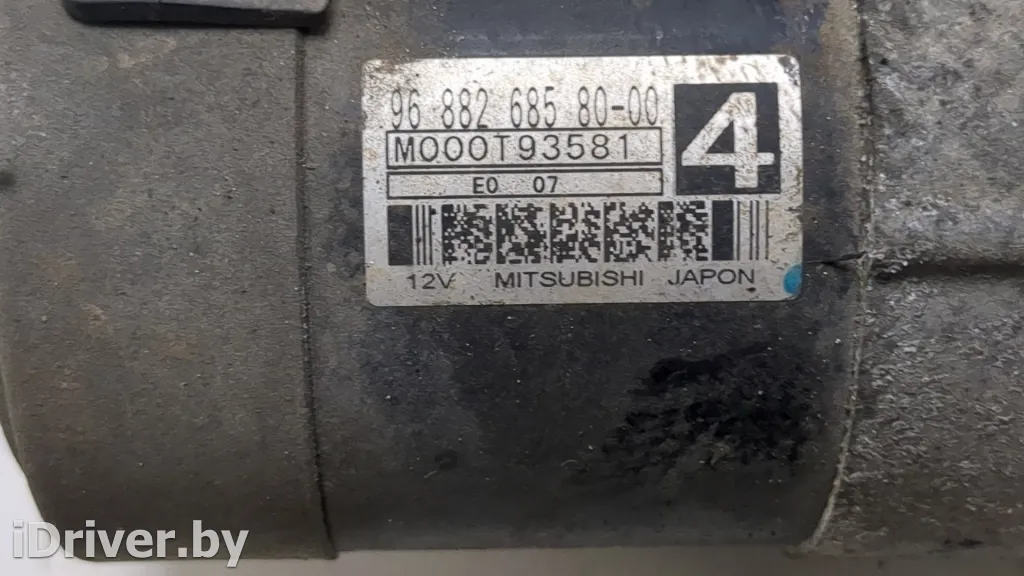 96 882 685 80-00
4
M000T93581
E0 07
12V MITSUBISHI JAPON
iDriver.by